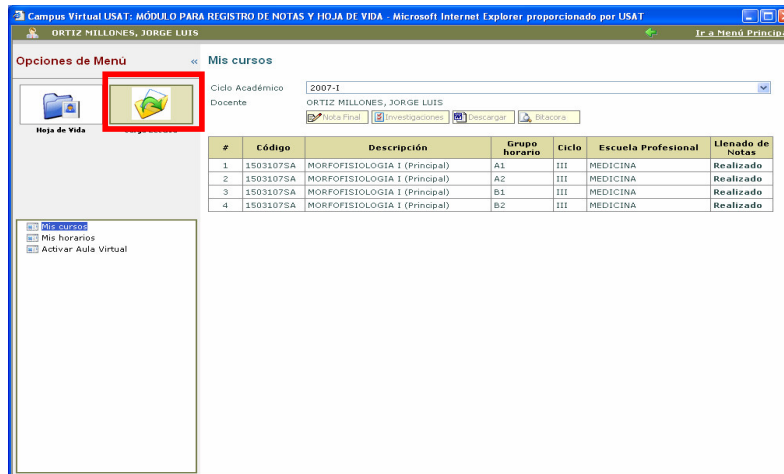 Campus Virtual USAT: MÓDULO PARA REGISTRO DE NOTAS Y HOJA DE VIDA - Microsoft Internet Explorer proporcionado por USAT
ORTIZ MILLONES, JORGE LUIS
Ir a Menú Princip
Opciones de Menú «
Hoja de Vida
Mis cursos
Mis horarios
Activar Aula Virtual
Mis cursos
Ciclo Académico 2007-I
Docente ORTIZ MILLONES, JORGE LUIS
Nota Final Investigaciones Descargar Bitacora
# Código Descripción Grupo horario Ciclo Escuela Profesional Llenado de Notas
1 1503107SA MORFOFISIOLOGIA I (Principal) A1 III MEDICINA Realizado
2 1503107SA MORFOFISIOLOGIA I (Principal) A2 III MEDICINA Realizado
3 1503107SA MORFOFISIOLOGIA I (Principal) B1 III MEDICINA Realizado
4 1503107SA MORFOFISIOLOGIA I (Principal) B2 III MEDICINA Realizado